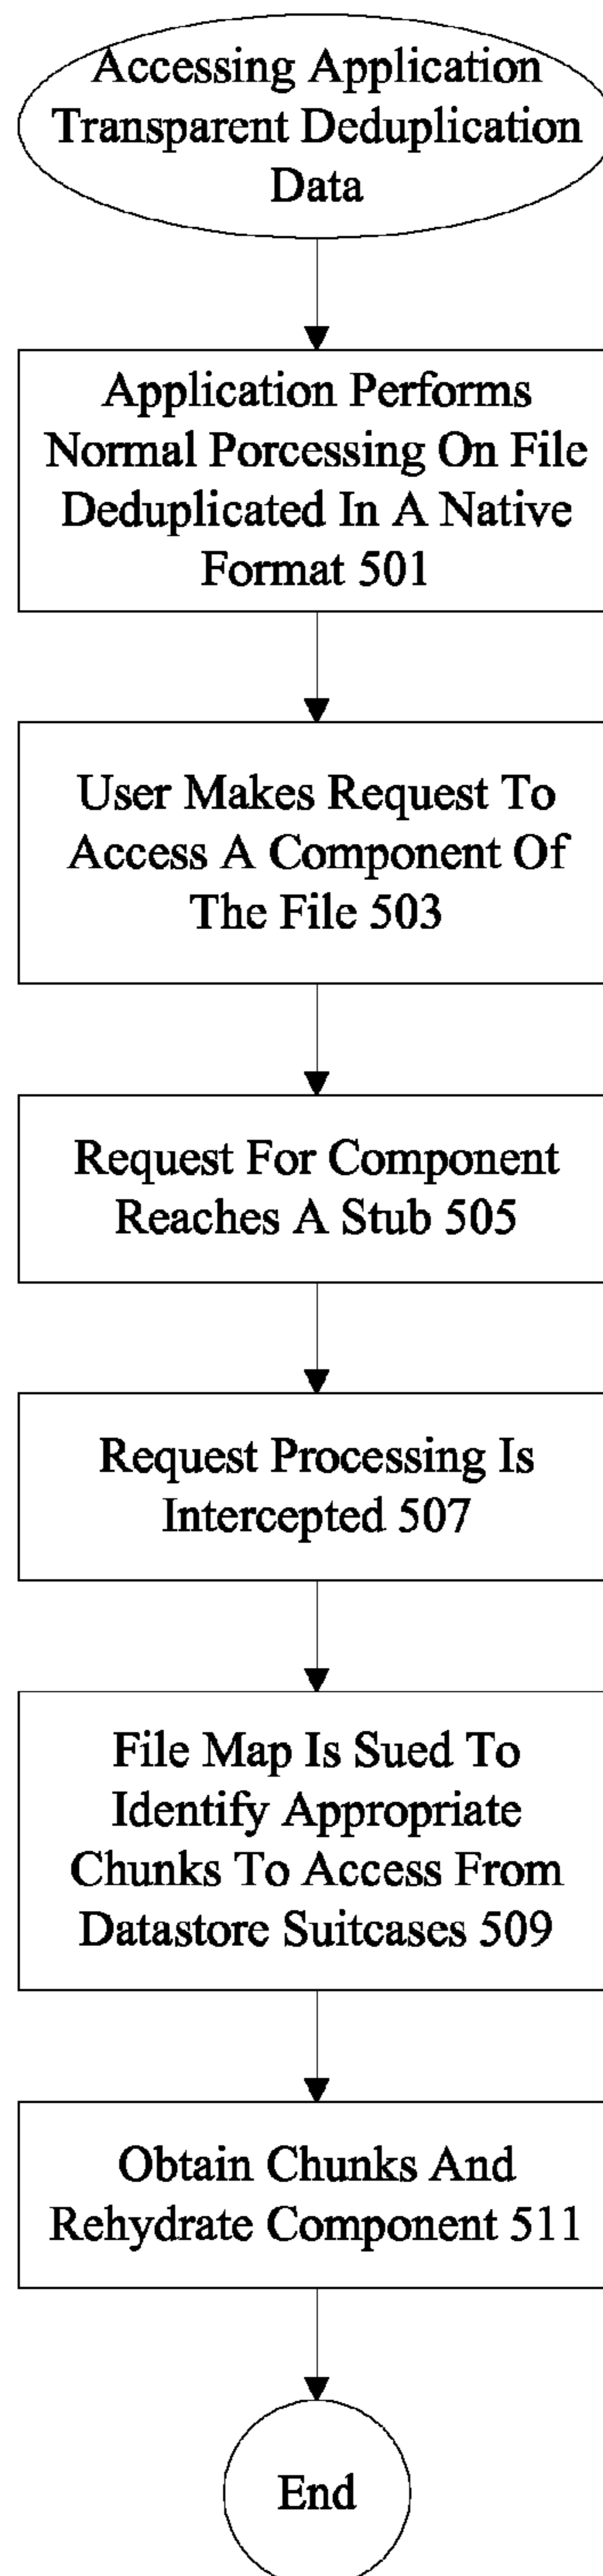 Accessing Application
Transparent Deduplication
Data
Application Performs
Normal Porcessing On File
Deduplicated In A Native
Format 501
User Makes Request To
Access A Component Of
The File 503
Request For Component
Reaches A Stub 505
Request Processing Is
Intercepted 507
File Map Is Sued To
Identify Appropriate
Chunks To Access From
Datastore Suitcases 509
Obtain Chunks And
Rehydrate Component 511
End